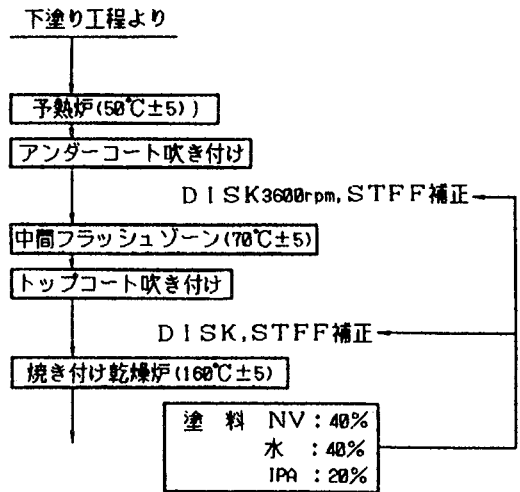 下塗り工程より
予熱炉(50℃±5))
アンダーコート吹き付け
DISK3600rpm,STFF補正
中間フラッシュゾーン(70℃±5)
トップコート吹き付け
DISK,STFF補正
焼き付け乾燥炉(160℃±5)
塗 料 NV:40%
水 :40%
IPA :20%